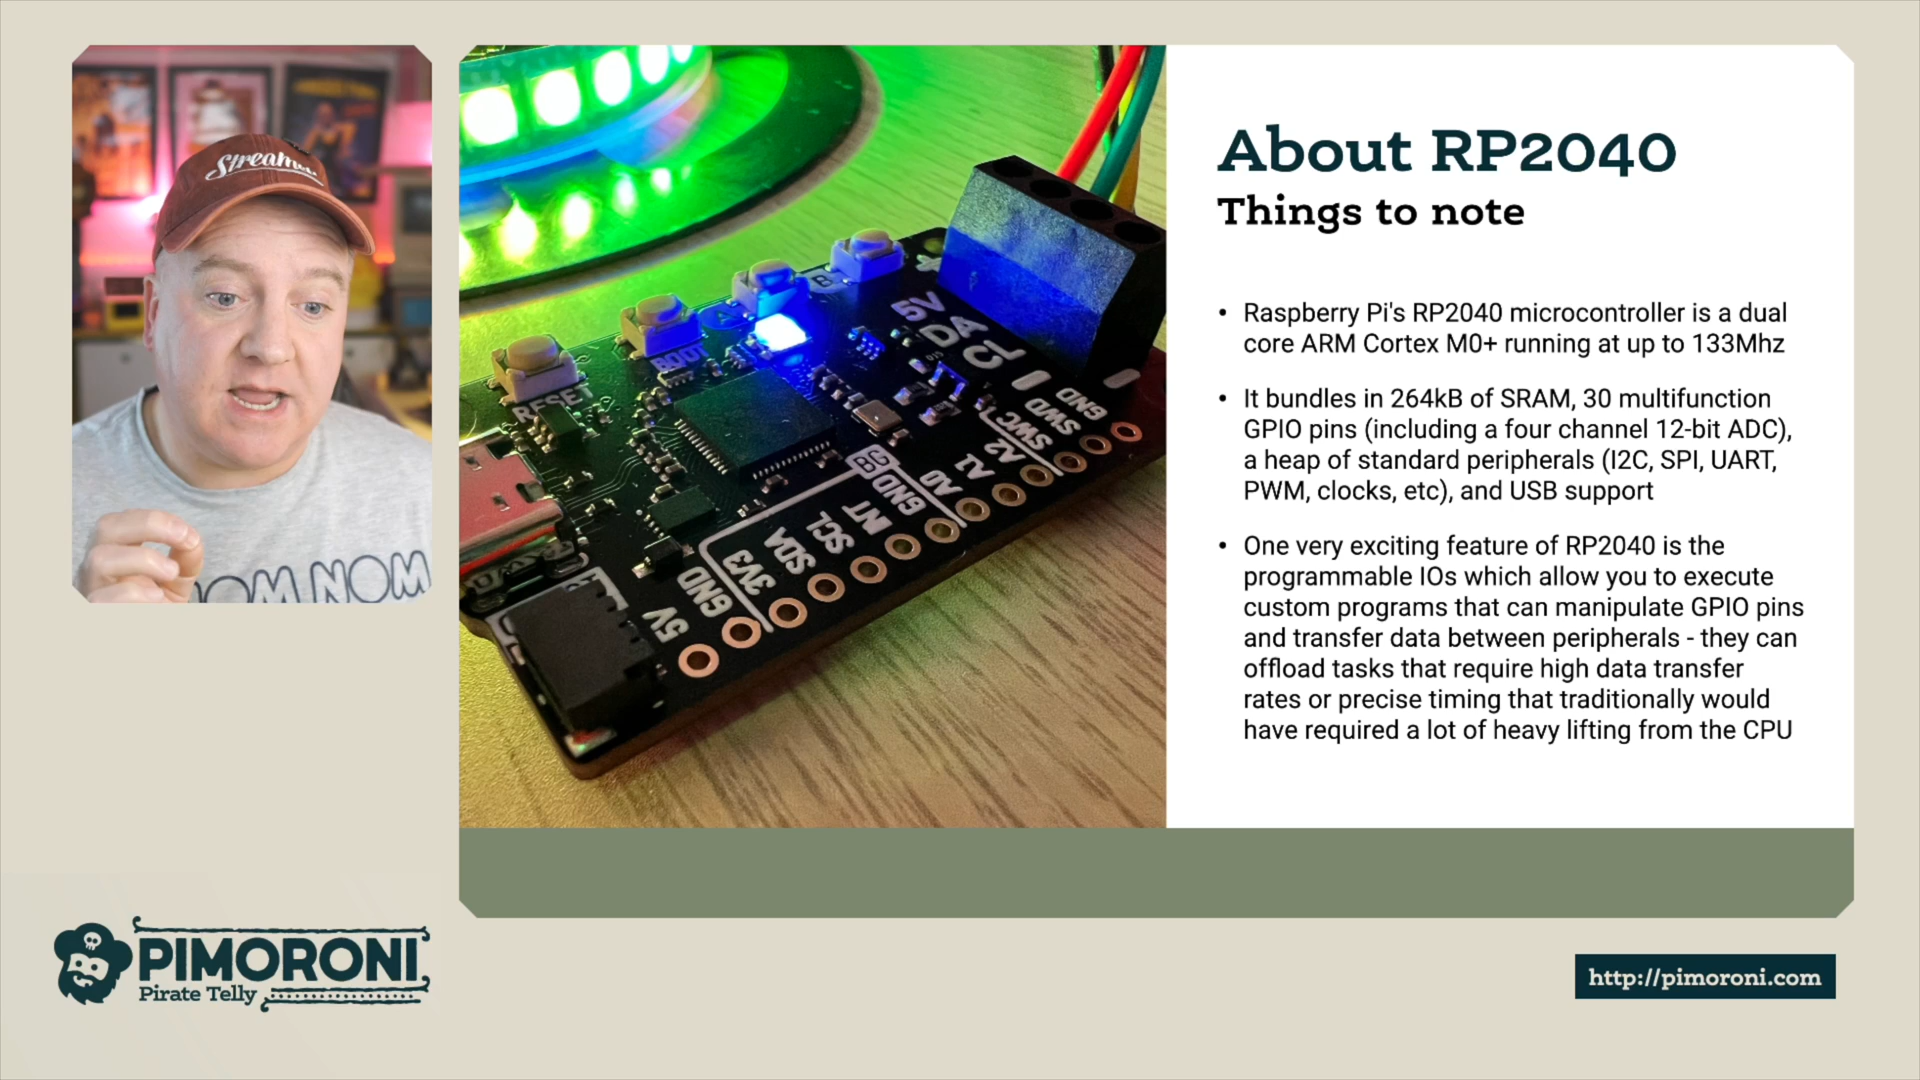 Streamer
NOM NOM
RESET
BOOT
A
B
+
5V
DA
CL
-
5V
GND
3V3
SDA
SCL
INT
GND
A0
A1
A2
SWC
SWD
GND
BG
About RP2040
Things to note
• Raspberry Pi's RP2040 microcontroller is a dual
core ARM Cortex M0+ running at up to 133Mhz
• It bundles in 264kB of SRAM, 30 multifunction
GPIO pins (including a four channel 12-bit ADC),
a heap of standard peripherals (I2C, SPI, UART,
PWM, clocks, etc), and USB support
• One very exciting feature of RP2040 is the
programmable IOs which allow you to execute
custom programs that can manipulate GPIO pins
and transfer data between peripherals - they can
offload tasks that require high data transfer
rates or precise timing that traditionally would
have required a lot of heavy lifting from the CPU
PIMORONI
Pirate Telly
http://pimoroni.com